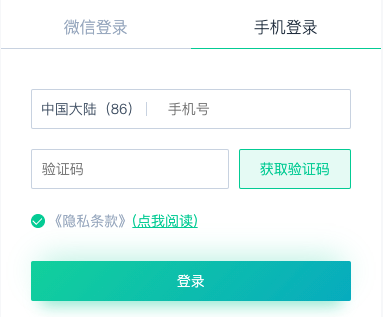 微信登录 手机登录
中国大陆（86） 手机号
验证码 获取验证码
《隐私条款》(点我阅读)
登录